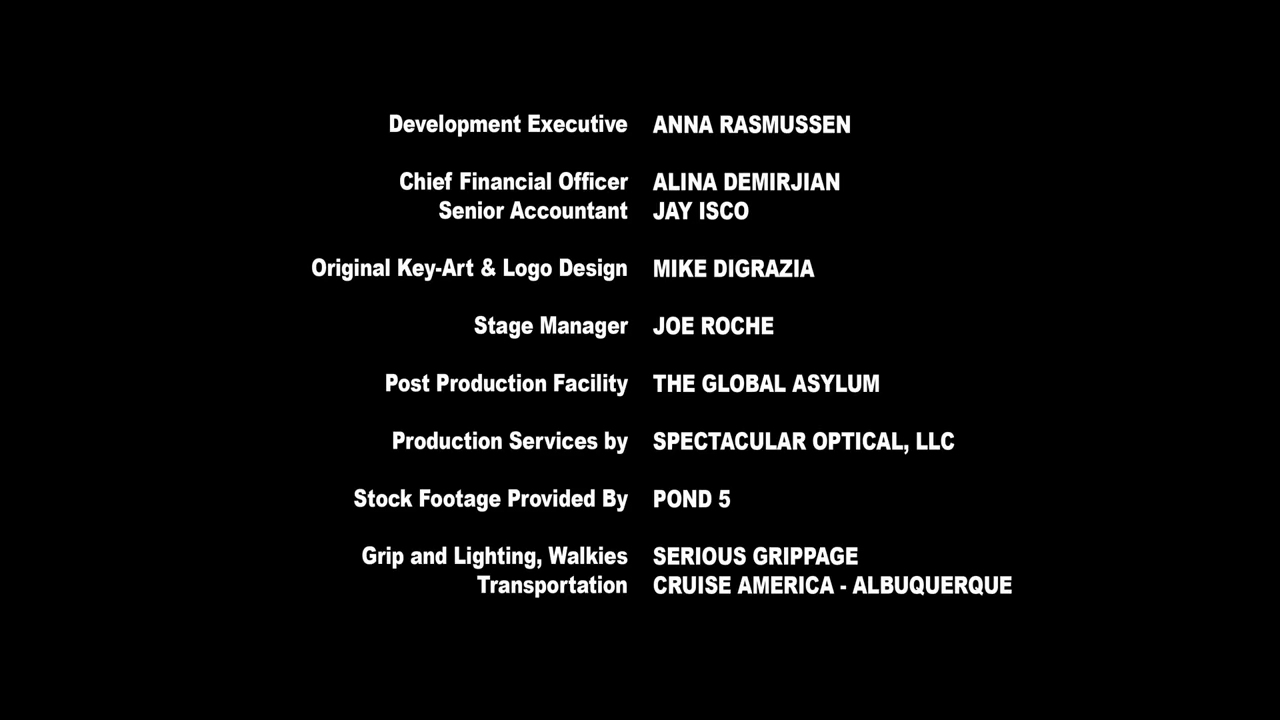 Development Executive ANNA RASMUSSEN
Chief Financial Officer ALINA DEMIRJIAN
Senior Accountant JAY ISCO
Original Key-Art & Logo Design MIKE DIGRAZIA
Stage Manager JOE ROCHE
Post Production Facility THE GLOBAL ASYLUM
Production Services by SPECTACULAR OPTICAL, LLC
Stock Footage Provided By POND 5
Grip and Lighting, Walkies SERIOUS GRIPPAGE
Transportation CRUISE AMERICA - ALBUQUERQUE